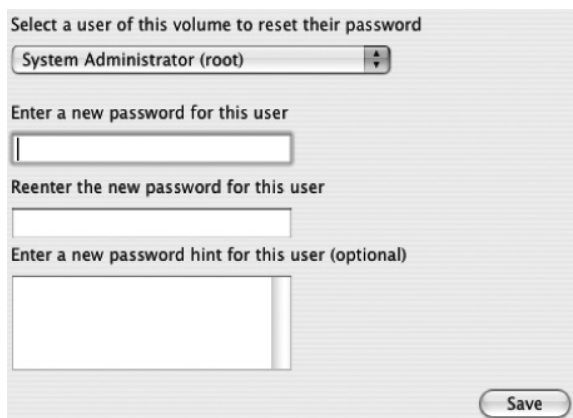 Select a user of this volume to reset their password
System Administrator (root)
Enter a new password for this user
Reenter the new password for this user
Enter a new password hint for this user (optional)
Save